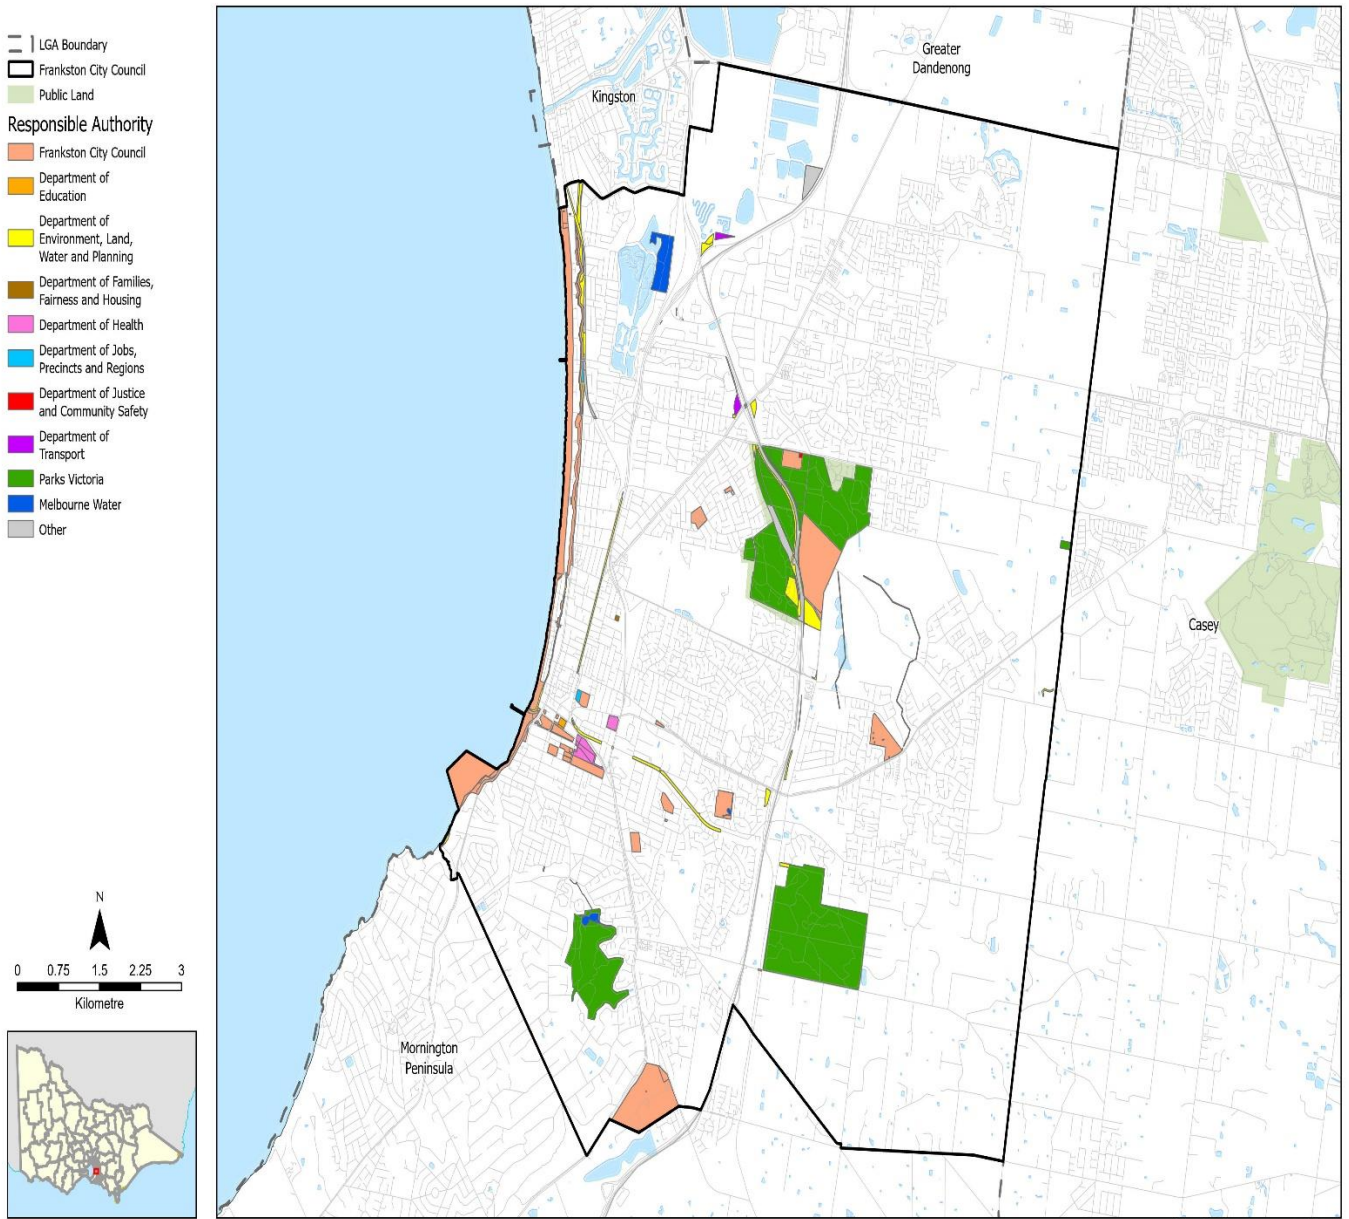 LGA Boundary
Frankston City Council
Public Land
Responsible Authority
Frankston City Council
Department of
Education
Department of
Environment, Land,
Water and Planning
Department of Families,
Fairness and Housing
Department of Health
Department of Jobs,
Precincts and Regions
Department of Justice
and Community Safety
Department of
Transport
Parks Victoria
Melbourne Water
Other
N
0 0.75 1.5 2.25 3
Kilometre
Greater
Dandenong
Kingston
Casey
Mornington
Peninsula